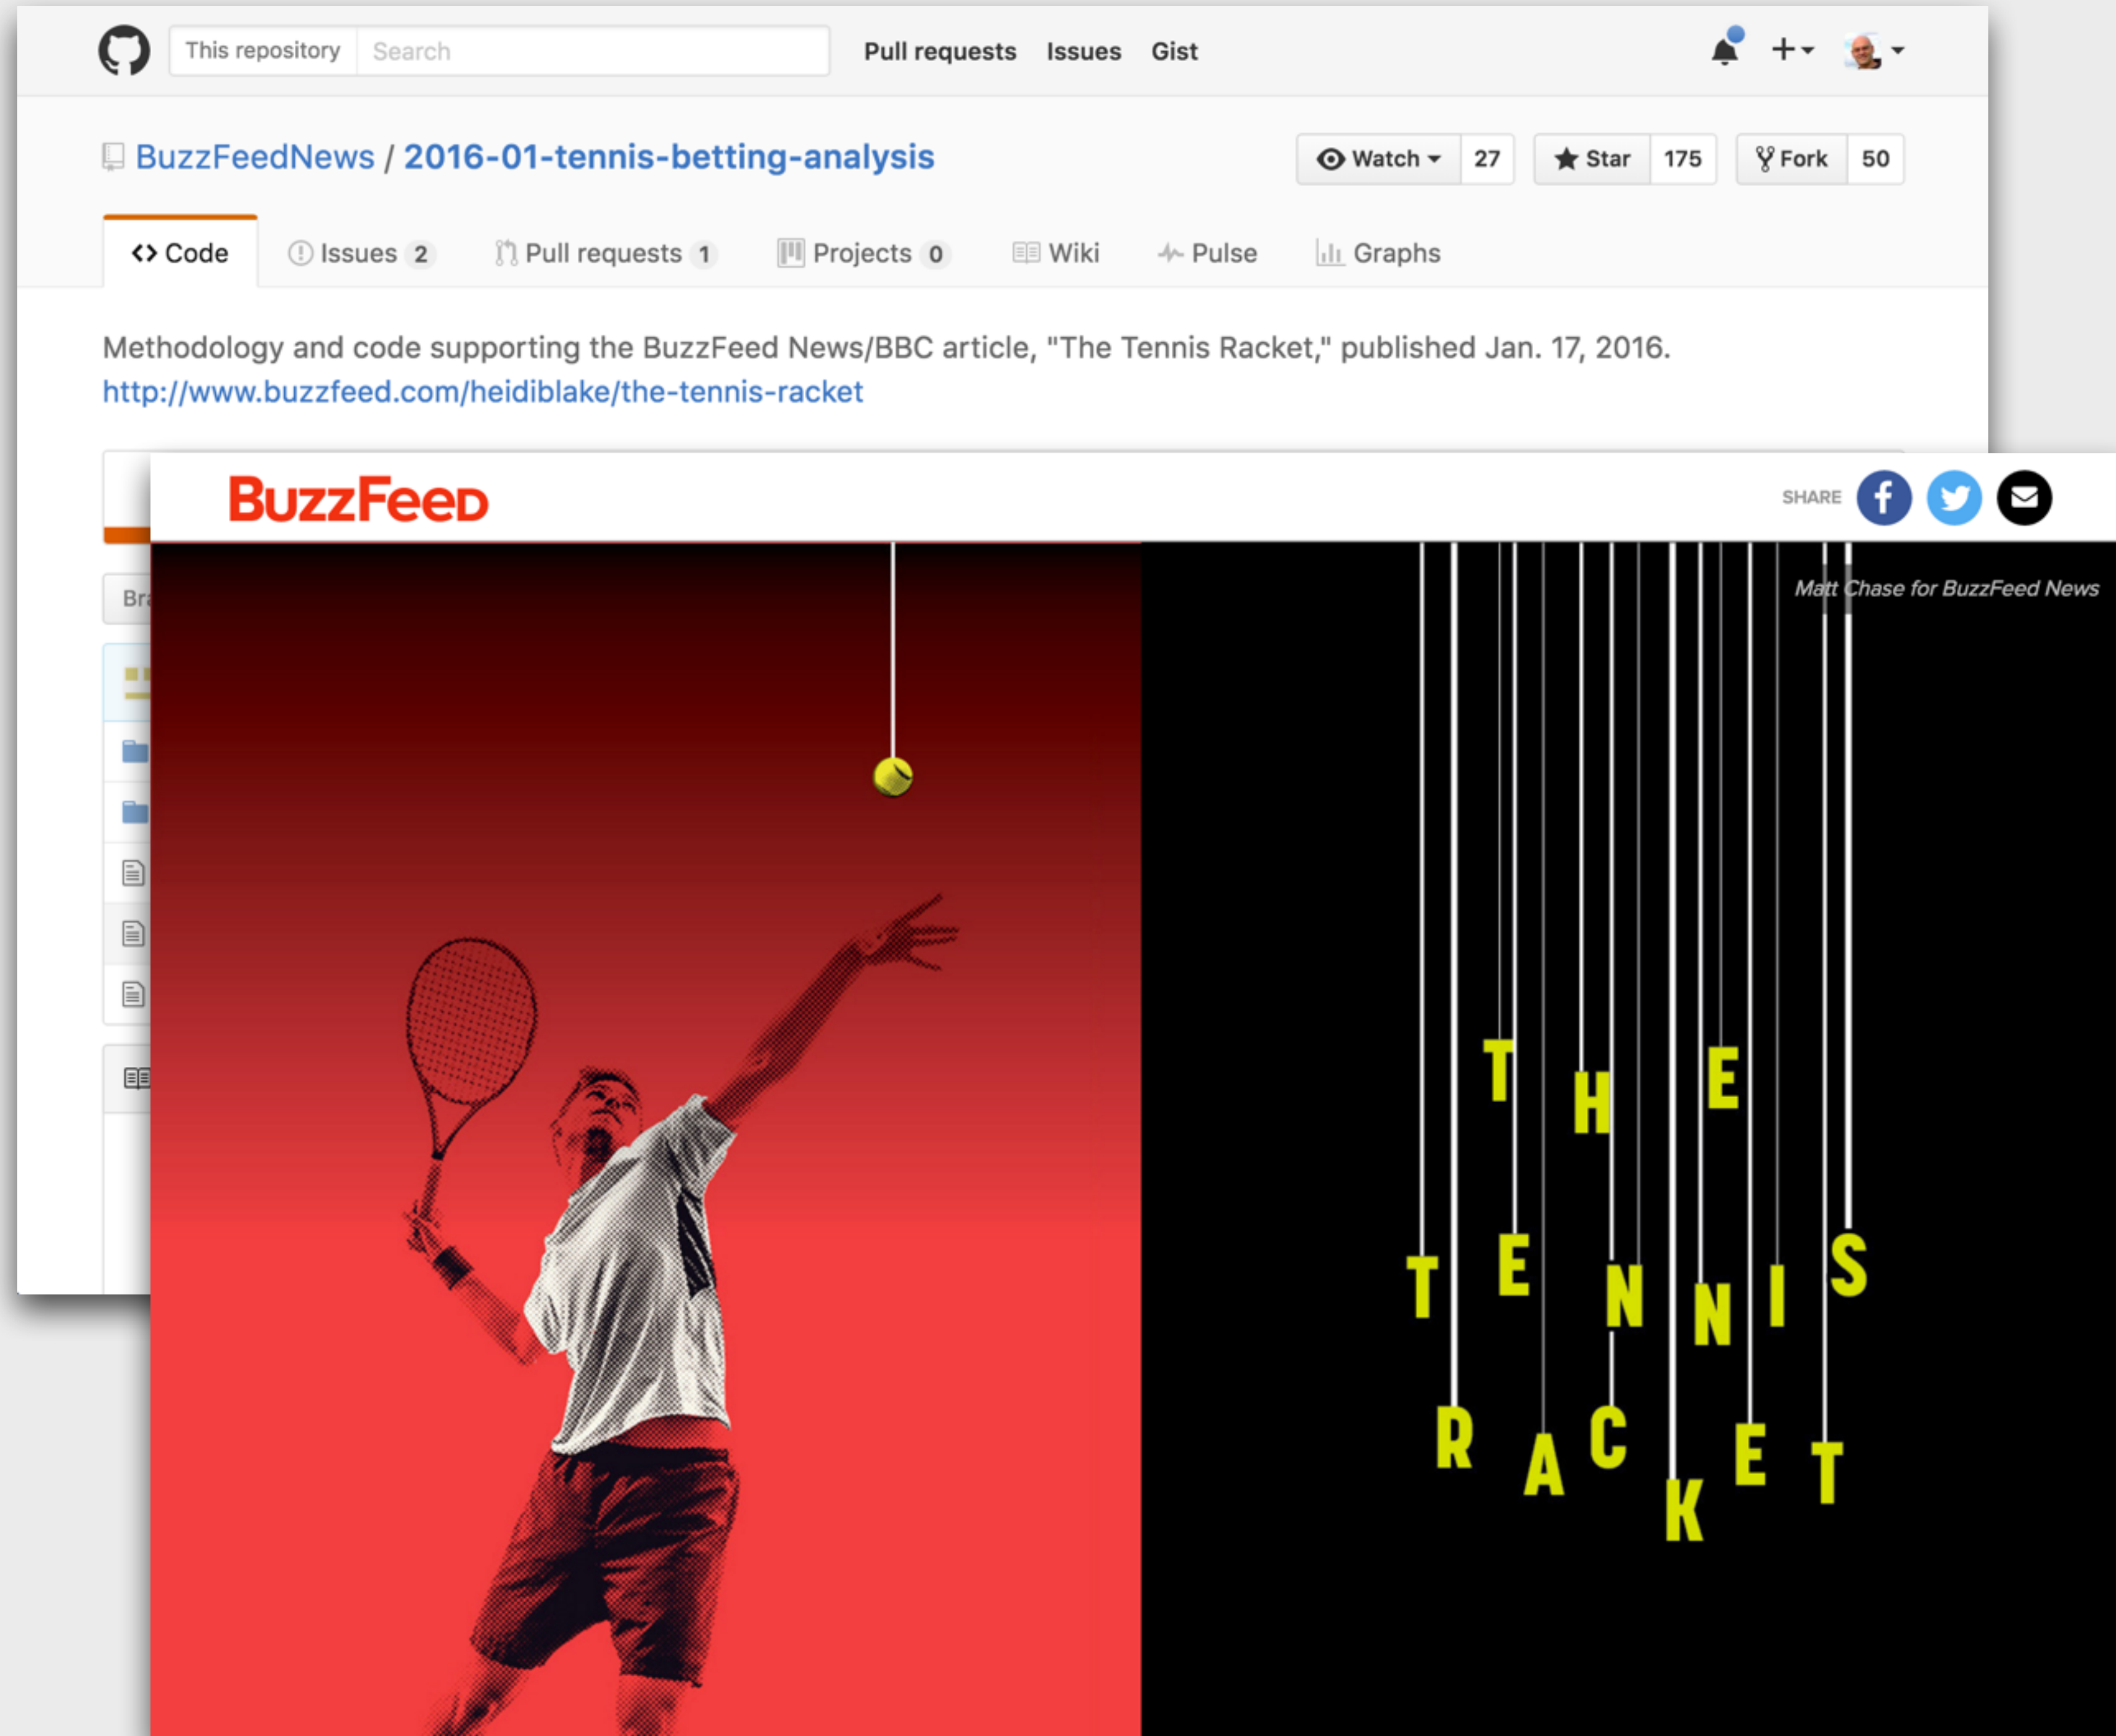 This repository Search Pull requests Issues Gist
BuzzFeedNews / 2016-01-tennis-betting-analysis
Watch 27 Star 175 Fork 50
Code Issues 2 Pull requests 1 Projects 0 Wiki Pulse Graphs
Methodology and code supporting the BuzzFeed News/BBC article, "The Tennis Racket," published Jan. 17, 2016.
http://www.buzzfeed.com/heidiblake/the-tennis-racket
BuzzFeed SHARE
Matt Chase for BuzzFeed News
THE
TENNIS
RACKET